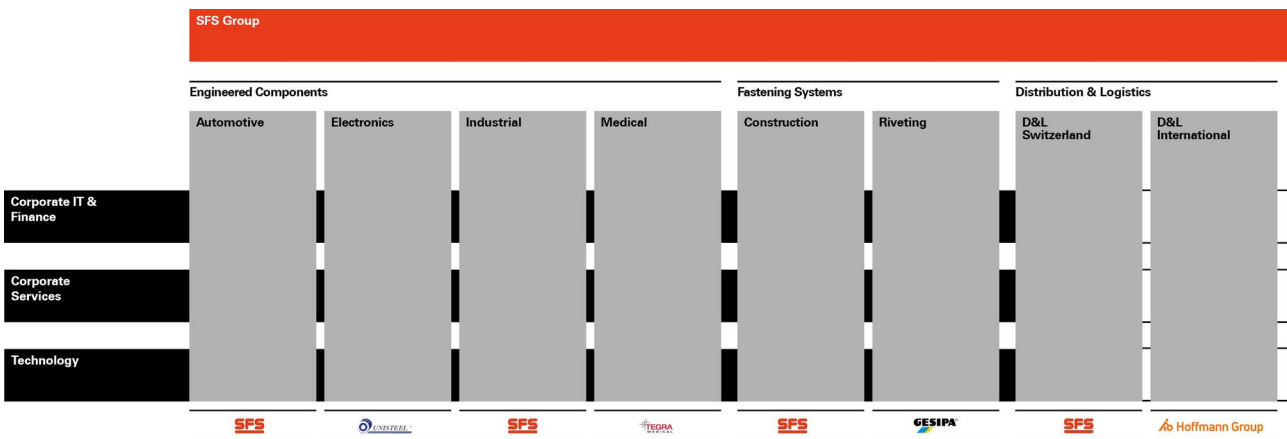 SFS Group
Engineered Components
Fastening Systems
Distribution & Logistics
Automotive
Electronics
Industrial
Medical
Construction
Riveting
D&L
Switzerland
D&L
International
Corporate IT &
Finance
Corporate
Services
Technology
SFS
UNISTEEL
SFS
TEGRA
MEDICAL
SFS
GESIPA
SFS
Hoffmann Group